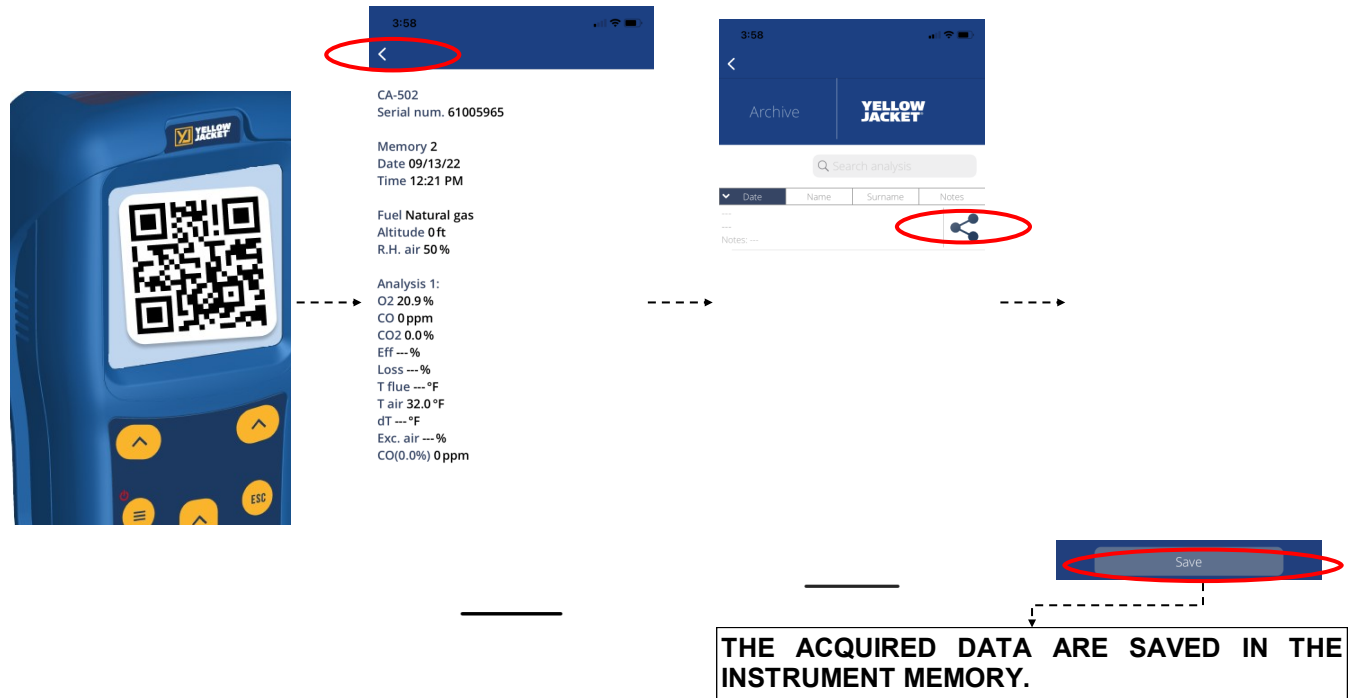 YJ YELLOW JACKET
ESC
3:58
CA-502
Serial num. 61005965
Memory 2
Date 09/13/22
Time 12:21 PM
Fuel Natural gas
Altitude 0 ft
R.H. air 50 %
Analysis 1:
O2 20.9 %
CO 0 ppm
CO2 0.0 %
Eff --- %
Loss --- %
T flue --- °F
T air 32.0 °F
dT --- °F
Exc. air --- %
CO(0.0%) 0 ppm
3:58
Archive
YELLOW
JACKET
Search analysis
Date Name Surname Notes
---
---
Notes: ---
Save
THE ACQUIRED DATA ARE SAVED IN THE
INSTRUMENT MEMORY.